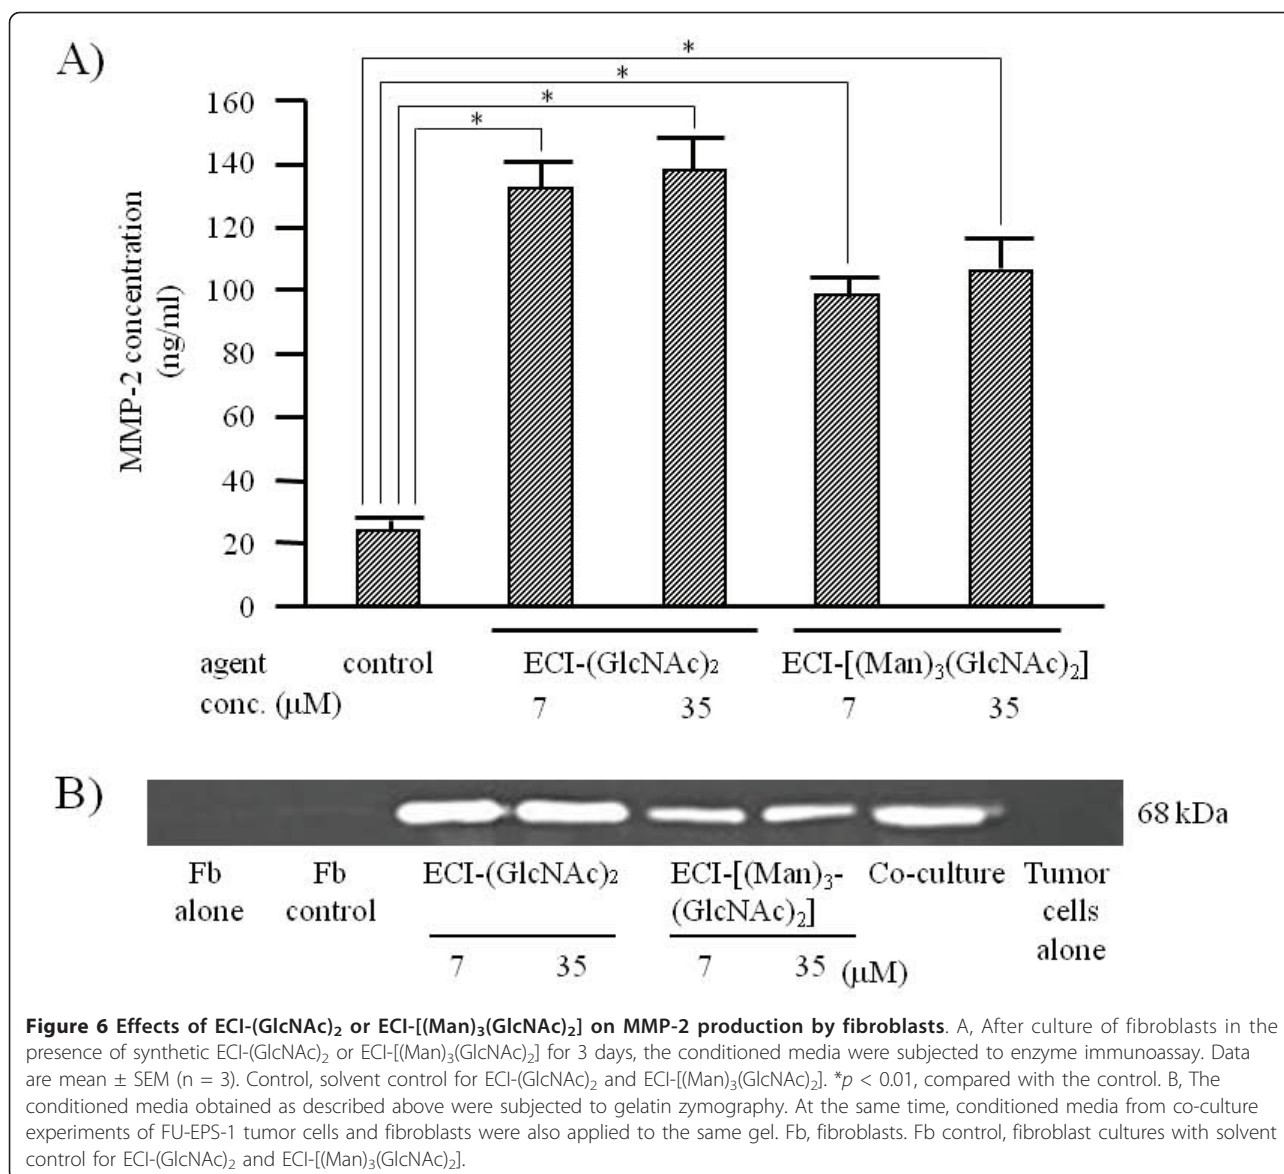 A)
*
*
*
*
160
140
120
100
80
60
40
20
0
MMP-2 concentration
(ng/ml)
agent control ECI-(GlcNAc)₂ ECI-[(Man)₃(GlcNAc)₂]
conc. (μM) 7 35 7 35
B)
68 kDa
Fb Fb ECI-(GlcNAc)₂ ECI-[(Man)₃- Co-culture Tumor
alone control (GlcNAc)₂] cells
alone
7 35 7 35 (μM)
Figure 6 Effects of ECI-(GlcNAc)₂ or ECI-[(Man)₃(GlcNAc)₂] on MMP-2 production by fibroblasts. A, After culture of fibroblasts in the
presence of synthetic ECI-(GlcNAc)₂ or ECI-[(Man)₃(GlcNAc)₂] for 3 days, the conditioned media were subjected to enzyme immunoassay. Data
are mean ± SEM (n = 3). Control, solvent control for ECI-(GlcNAc)₂ and ECI-[(Man)₃(GlcNAc)₂]. *p < 0.01, compared with the control. B, The
conditioned media obtained as described above were subjected to gelatin zymography. At the same time, conditioned media from co-culture
experiments of FU-EPS-1 tumor cells and fibroblasts were also applied to the same gel. Fb, fibroblasts. Fb control, fibroblast cultures with solvent
control for ECI-(GlcNAc)₂ and ECI-[(Man)₃(GlcNAc)₂].